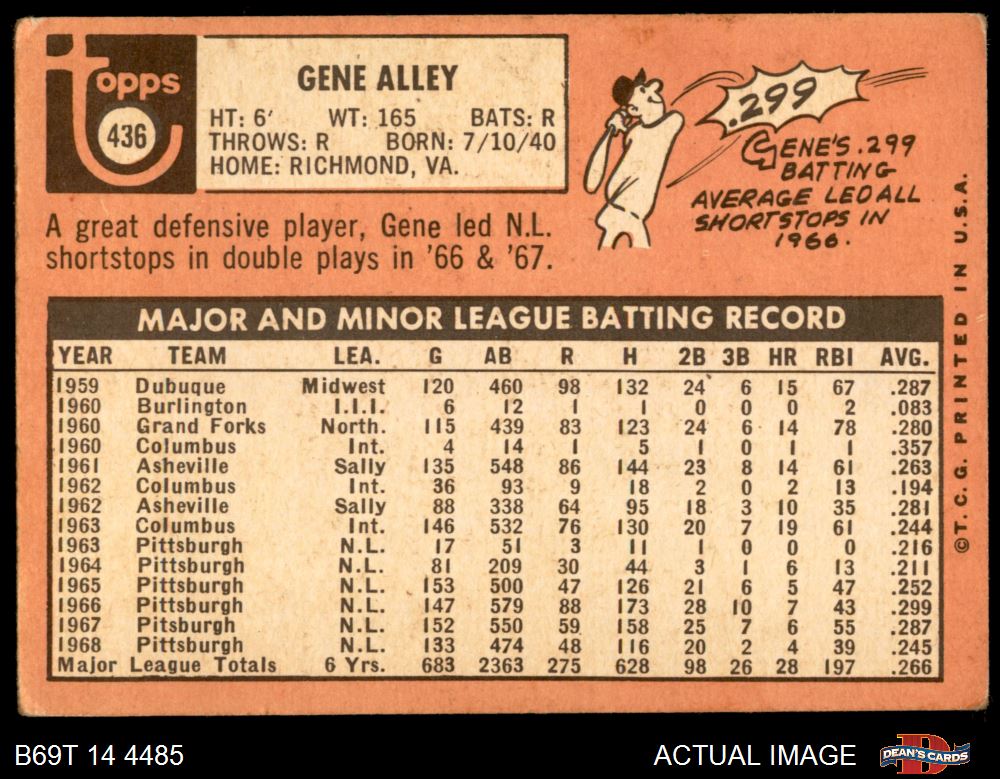 topps
436
GENE ALLEY
HT: 6' WT: 165 BATS: R
THROWS: R BORN: 7/10/40
HOME: RICHMOND, VA.
A great defensive player, Gene led N.L.
shortstops in double plays in '66 & '67.
.299
GENE'S .299
BATTING
AVERAGE LED ALL
SHORTSTOPS IN
1966.
MAJOR AND MINOR LEAGUE BATTING RECORD
YEAR TEAM LEA. G AB R H 2B 3B HR RBI AVG.
1959 Dubuque Midwest 120 460 98 132 24 6 15 67 .287
1960 Burlington I.I.I. 6 12 1 1 0 0 0 2 .083
1960 Grand Forks North. 115 439 83 123 24 6 14 78 .280
1960 Columbus Int. 4 14 1 5 1 0 1 1 .357
1961 Asheville Sally 135 548 86 144 23 8 14 61 .263
1962 Columbus Int. 36 93 9 18 2 0 2 13 .194
1962 Asheville Sally 88 338 64 95 18 3 10 35 .281
1963 Columbus Int. 146 532 76 130 20 7 19 61 .244
1963 Pittsburgh N.L. 17 51 3 11 1 0 0 0 .216
1964 Pittsburgh N.L. 81 209 30 44 3 1 6 13 .211
1965 Pittsburgh N.L. 153 500 47 126 21 6 5 47 .252
1966 Pittsburgh N.L. 147 579 88 173 28 10 7 43 .299
1967 Pitsburgh N.L. 152 550 59 158 25 7 6 55 .287
1968 Pittsburgh N.L. 133 474 48 116 20 2 4 39 .245
Major League Totals 6 Yrs. 683 2363 275 628 98 26 28 197 .266
©T. C. G. PRINTED IN U.S.A.
B69T 14 4485
ACTUAL IMAGE
DEAN'S CARDS